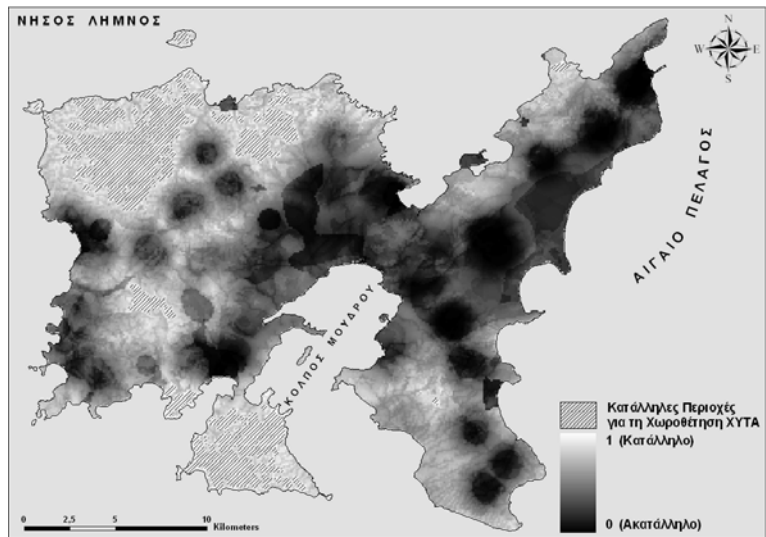 ΝΗΣΟΣ ΛΗΜΝΟΣ
N
W E
S
ΑΙΓΑΙΟ ΠΕΛΑΓΟΣ
ΚΟΛΠΟΣ ΜΟΥΔΡΟΥ
Κατάλληλες Περιοχές
για τη Χωροθέτηση ΧΥΤΑ
1 (Κατάλληλο)
0 (Ακατάλληλο)
0 2,5 5 10
Kilometers